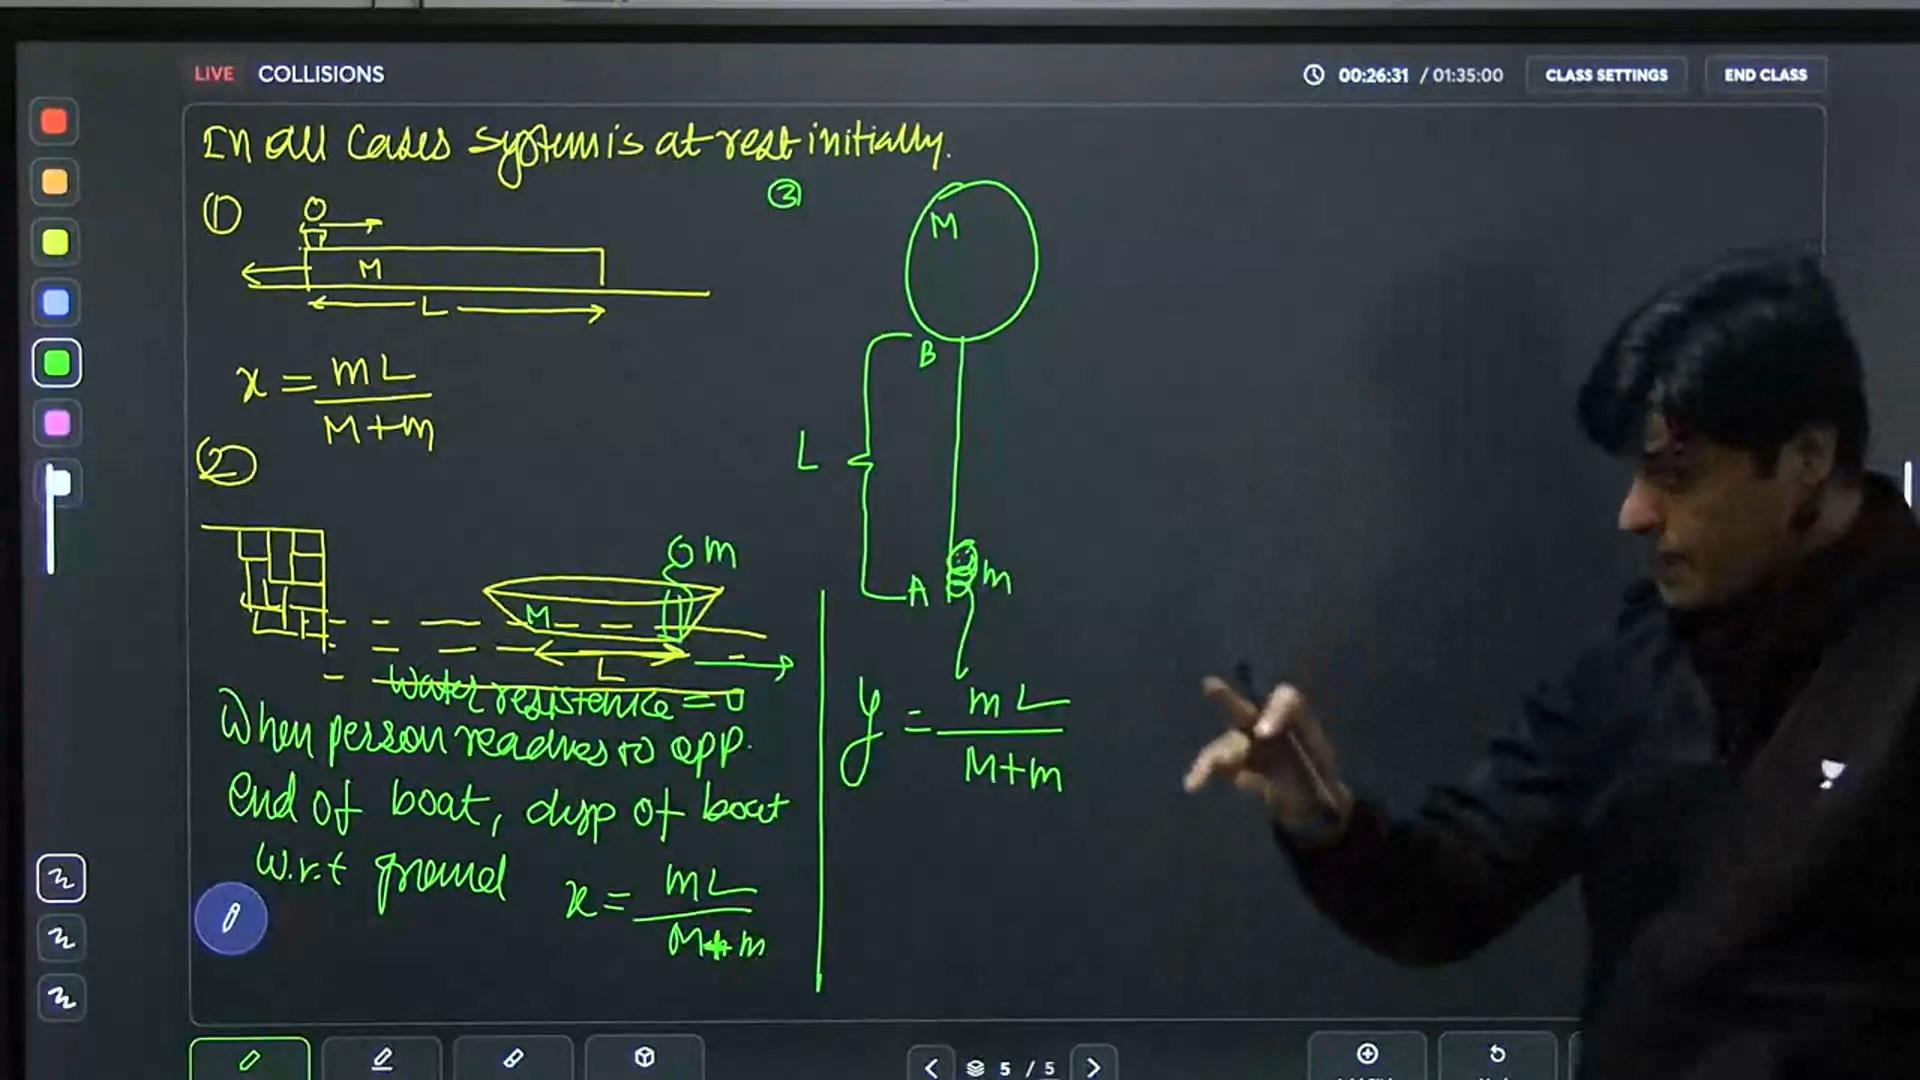 LIVE COLLISIONS
00:26:31 / 01:35:00
CLASS SETTINGS
END CLASS
In all Cases system is at rest initially.
①
M
L
x = mL / M+m
②
m
M
L
Water resistence = 0
When person reaches to opp.
end of boat, disp of boat
w.r.t ground x = mL / M+m
③
M
B
L
A
m
y = mL / M+m
5 / 5